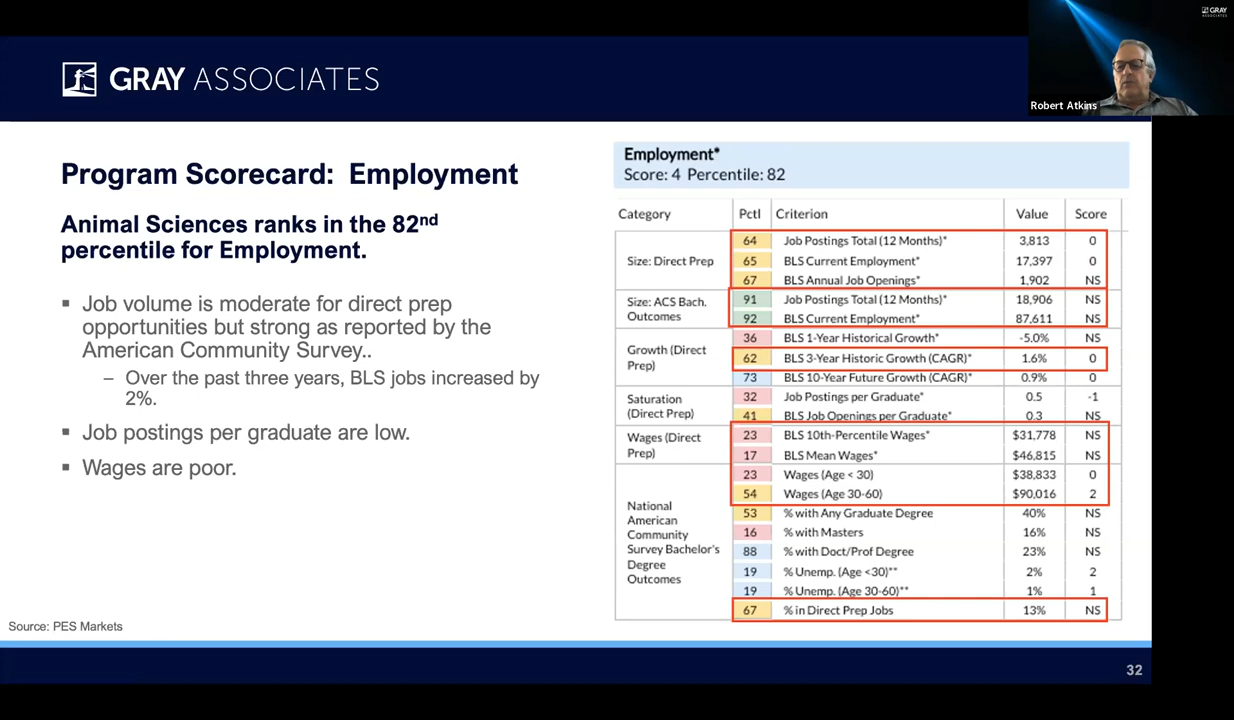 GRAY ASSOCIATES
GRAY
ASSOCIATES
Robert Atkins
Program Scorecard: Employment
Animal Sciences ranks in the 82nd
percentile for Employment.
▪ Job volume is moderate for direct prep
opportunities but strong as reported by the
American Community Survey..
– Over the past three years, BLS jobs increased by
2%.
▪ Job postings per graduate are low.
▪ Wages are poor.
Source: PES Markets
Employment*
Score: 4 Percentile: 82
Category Pctl Criterion Value Score
Size: Direct Prep
64 Job Postings Total (12 Months)* 3,813 0
65 BLS Current Employment* 17,397 0
67 BLS Annual Job Openings* 1,902 NS
Size: ACS Bach.
Outcomes
91 Job Postings Total (12 Months)* 18,906 NS
92 BLS Current Employment* 87,611 NS
Growth (Direct
Prep)
36 BLS 1-Year Historical Growth* -5.0% NS
62 BLS 3-Year Historic Growth (CAGR)* 1.6% 0
73 BLS 10-Year Future Growth (CAGR)* 0.9% 0
Saturation
(Direct Prep)
32 Job Postings per Graduate* 0.5 -1
41 BLS Job Openings per Graduate* 0.3 NS
Wages (Direct
Prep)
23 BLS 10th-Percentile Wages* $31,778 NS
17 BLS Mean Wages* $46,815 NS
National
American
Community
Survey Bachelor's
Degree
Outcomes
23 Wages (Age < 30) $38,833 0
54 Wages (Age 30-60) $90,016 2
53 % with Any Graduate Degree 40% NS
16 % with Masters 16% NS
88 % with Doct/Prof Degree 23% NS
19 % Unemp. (Age <30)** 2% 2
19 % Unemp. (Age 30-60)** 1% 1
67 % in Direct Prep Jobs 13% NS
32